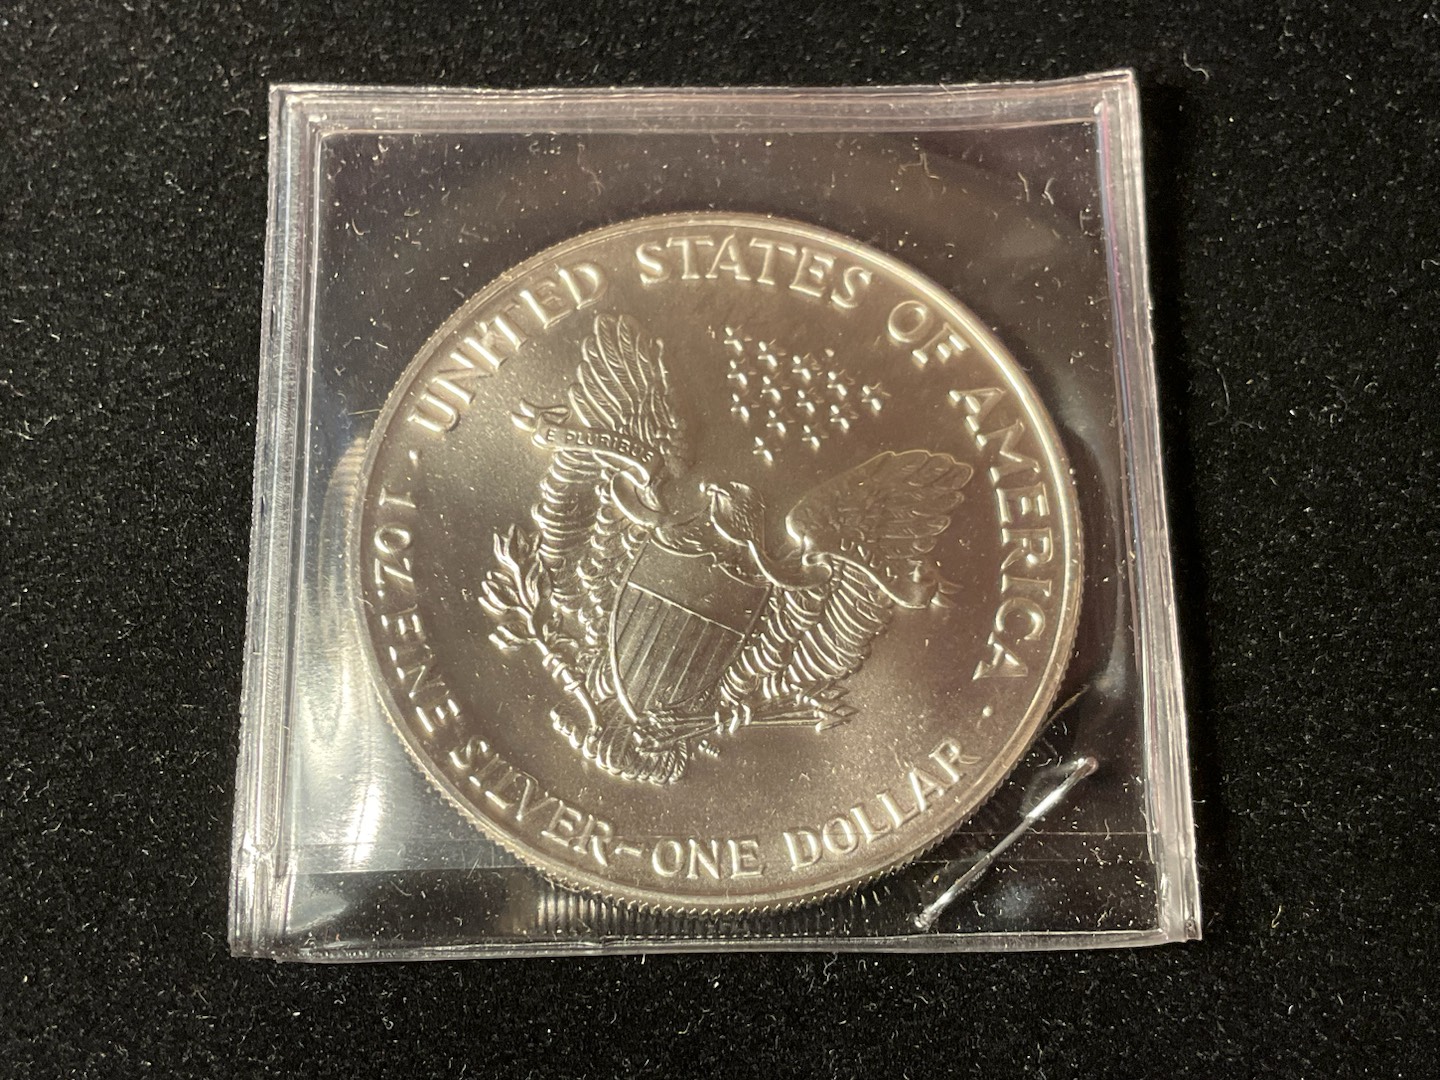 UNITED STATES OF AMERICA
1 OZ. FINE SILVER-ONE DOLLAR
E PLURIBUS